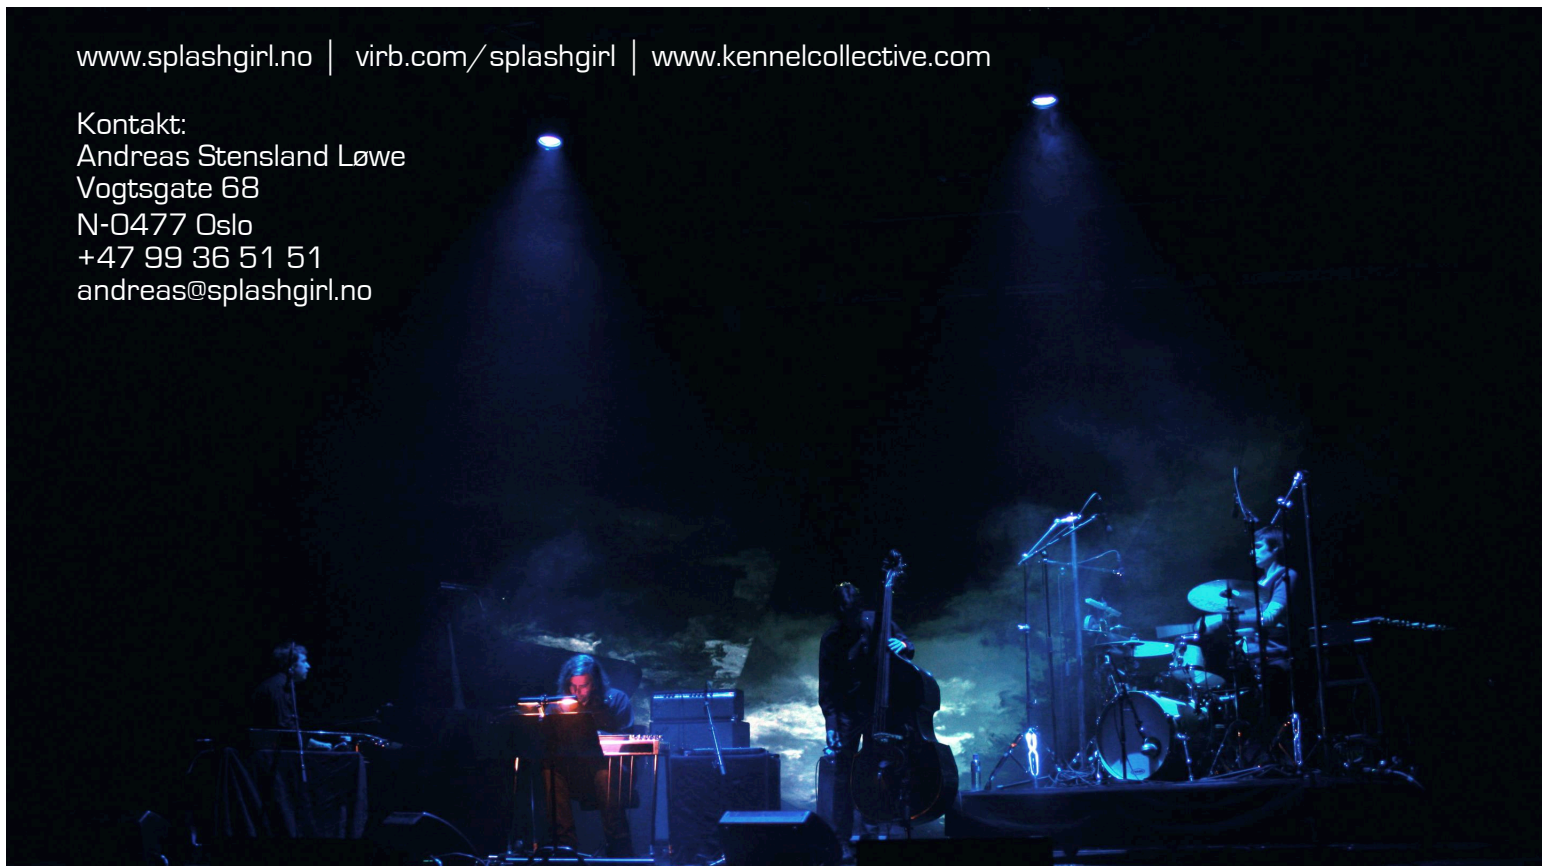 www.splashgirl.no | virb.com/splashgirl | www.kennelcollective.com
Kontakt:
Andreas Stensland Løwe
Vogtsgate 68
N-0477 Oslo
+47 99 36 51 51
andreas@splashgirl.no